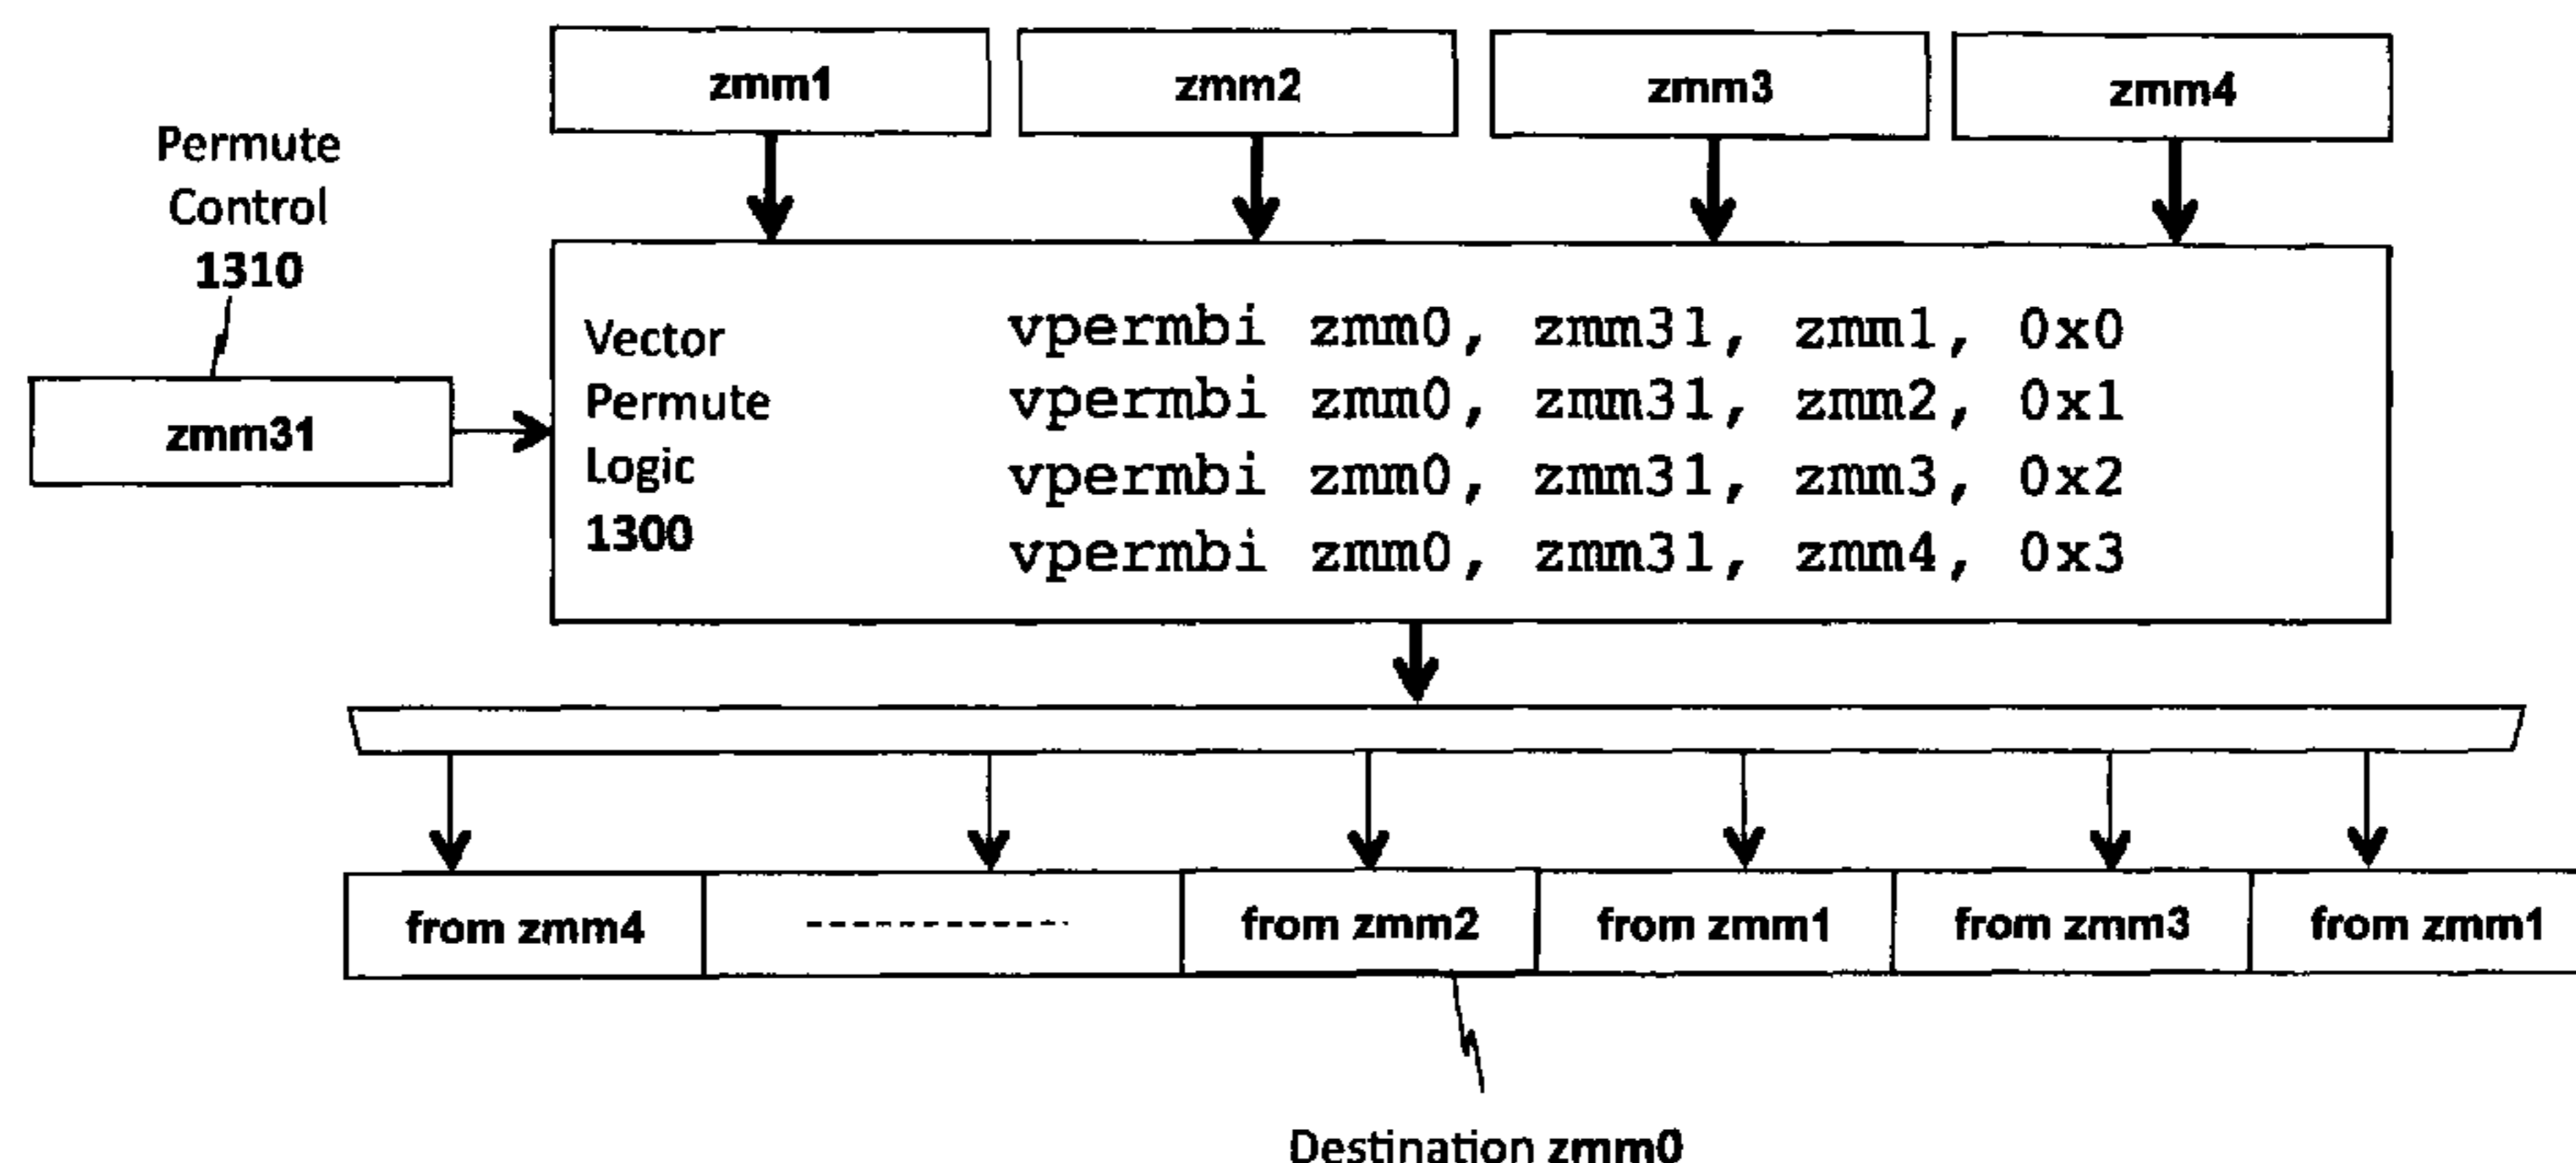 zmm1 zmm2 zmm3 zmm4
Permute
Control
1310
zmm31
Vector
Permute
Logic
1300
vpermbi zmm0, zmm31, zmm1, 0x0
vpermbi zmm0, zmm31, zmm2, 0x1
vpermbi zmm0, zmm31, zmm3, 0x2
vpermbi zmm0, zmm31, zmm4, 0x3
from zmm4 ---------- from zmm2 from zmm1 from zmm3 from zmm1
Destination zmm0